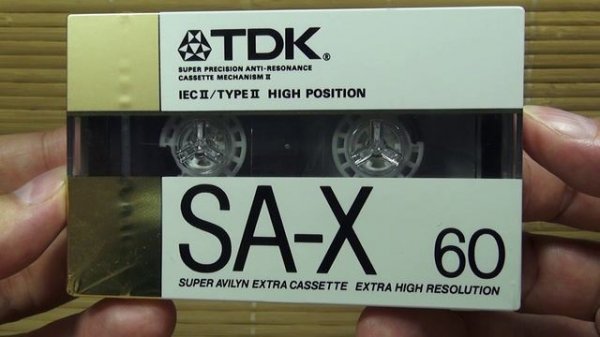 TDK®
SUPER PRECISION ANTI-RESONANCE
CASSETTE MECHANISM II
IEC II/TYPE II HIGH POSITION
SA-X 60
SUPER AVILYN EXTRA CASSETTE EXTRA HIGH RESOLUTION